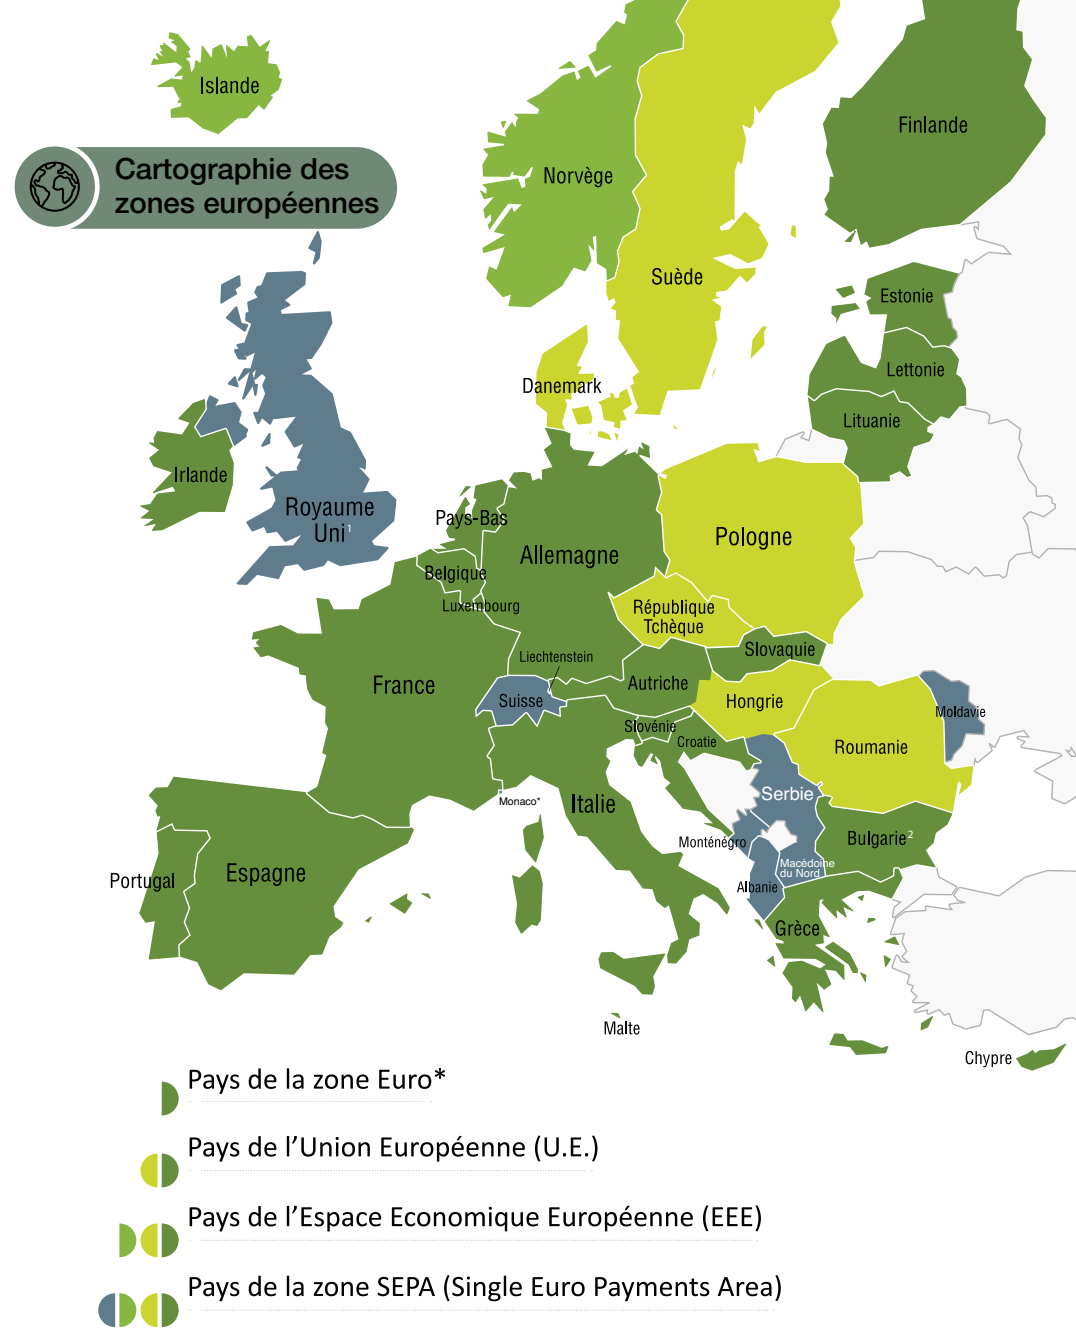 Islande
Cartographie des
zones européennes
Norvège
Finlande
Suède
Estonie
Lettonie
Danemark
Lituanie
Irlande
Royaume
Uni¹
Pays-Bas
Allemagne
Pologne
Belgique
Luxembourg
République
Tchèque
Slovaquie
Liechtenstein
France
Suisse
Autriche
Hongrie
Moldavie
Slovénie
Croatie
Roumanie
Serbie
Monaco*
Italie
Monténégro
Bulgarie²
Macédoine
du Nord
Portugal
Espagne
Albanie
Grèce
Malte
Chypre
Pays de la zone Euro*
Pays de l’Union Européenne (U.E.)
Pays de l’Espace Economique Européenne (EEE)
Pays de la zone SEPA (Single Euro Payments Area)